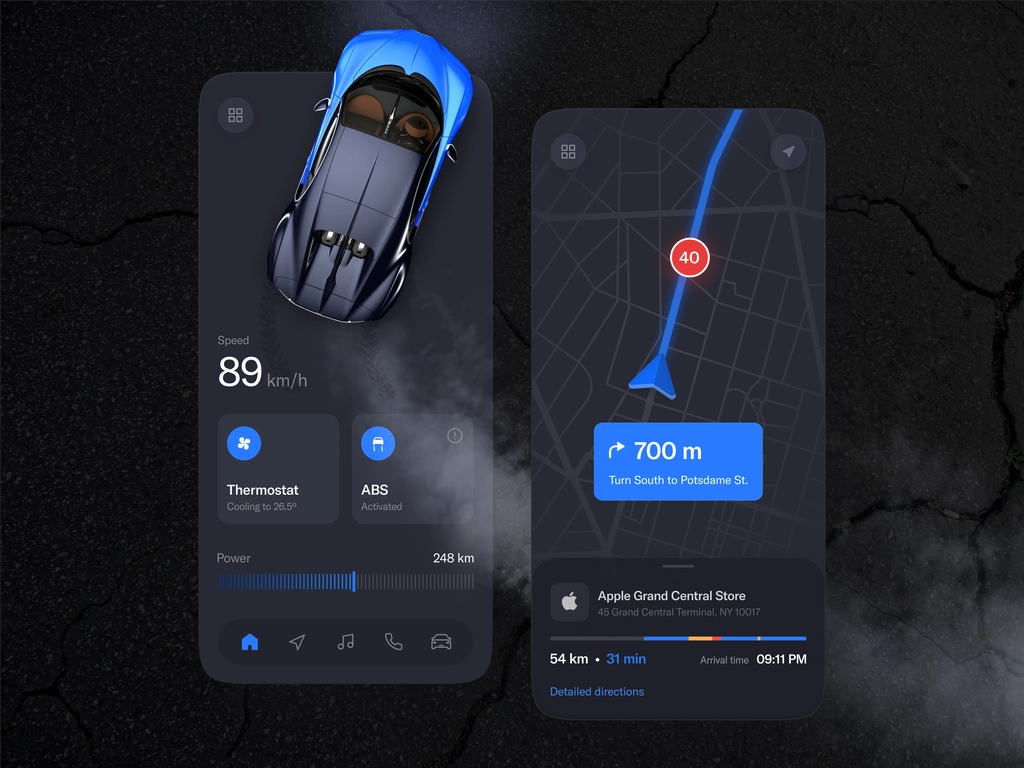 Speed
89 km/h
Thermostat
Cooling to 26.5°
ABS
Activated
Power
248 km
40
700 m
Turn South to Potsdame St.
Apple Grand Central Store
45 Grand Central Terminal, NY 10017
54 km • 31 min
Arrival time 09:11 PM
Detailed directions